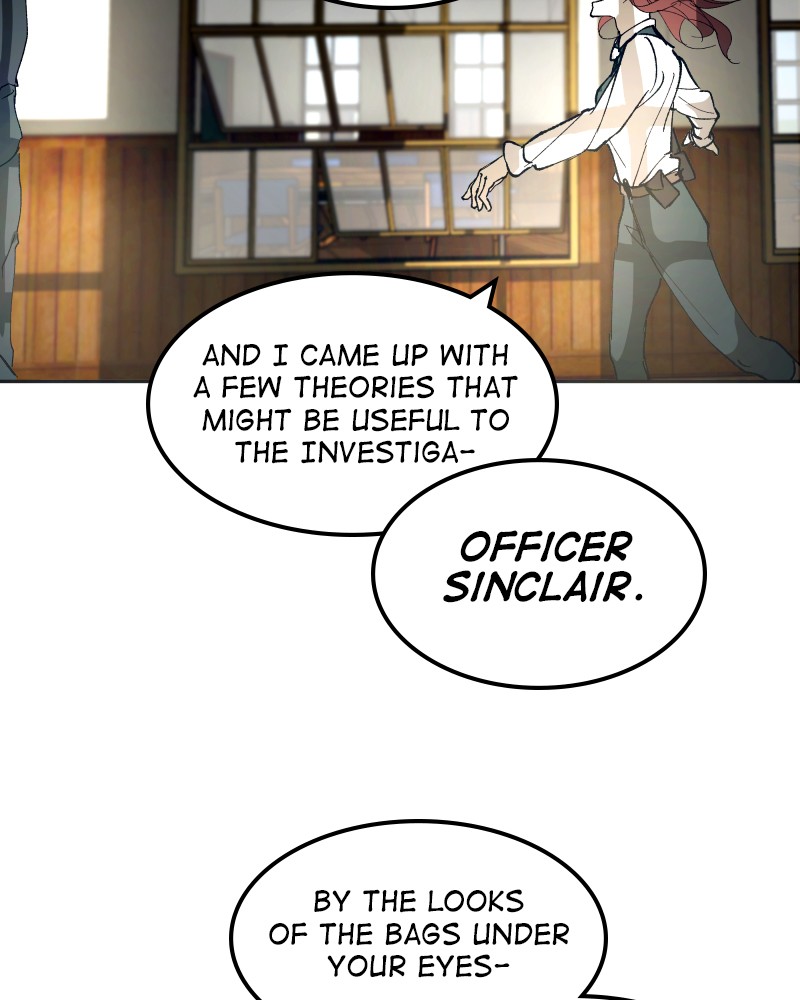 AND I CAME UP WITH
A FEW THEORIES THAT
MIGHT BE USEFUL TO
THE INVESTIGA-
OFFICER
SINCLAIR.
BY THE LOOKS
OF THE BAGS UNDER
YOUR EYES-